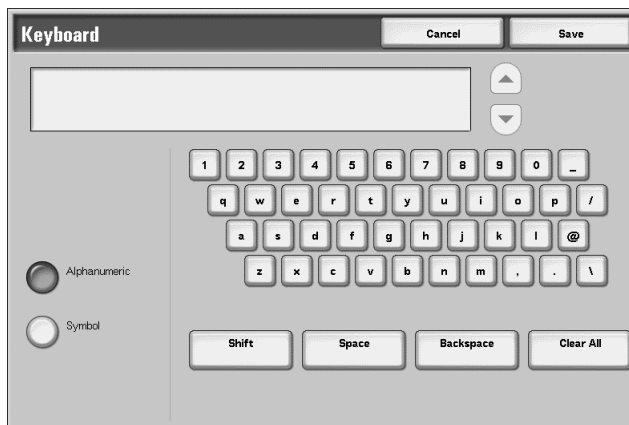 Keyboard Cancel Save
1 2 3 4 5 6 7 8 9 0 _
q w e r t y u i o p /
a s d f g h j k l @
z x c v b n m , . \
Alphanumeric
Symbol
Shift Space Backspace Clear All